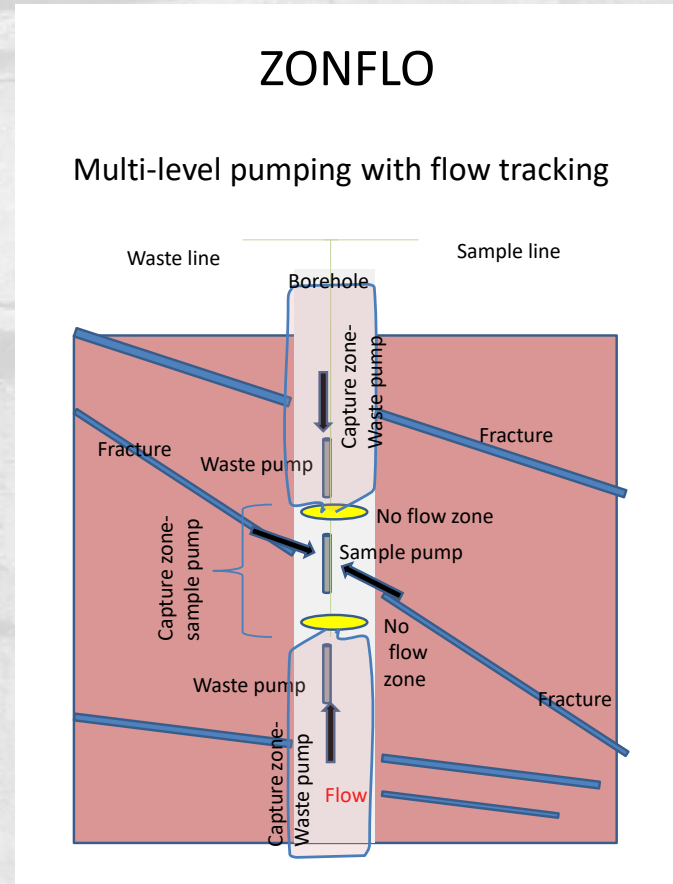 ZONFLO
Multi-level pumping with flow tracking
Waste line
Sample line
Borehole
Capture zone-
Waste pump
Fracture
Fracture
Waste pump
No flow zone
Capture zone-
sample pump
Sample pump
No
flow
zone
Waste pump
Fracture
Capture zone-
Waste pump
Flow